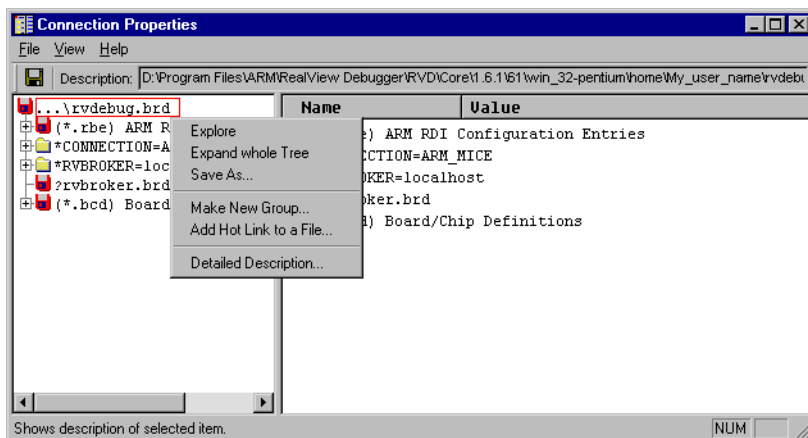 Connection Properties
File View Help
Description: D:\Program Files\ARM\RealView Debugger\RVD\Core\1.6.1\61\win_32-pentium\home\My_user_name\rvdebu
...\rvdebug.brd
(*.rbe) ARM R
*CONNECTION=A
*RVBROKER=loc
?rvbroker.brd
(*.bcd) Board
Explore
Expand whole Tree
Save As...
Make New Group...
Add Hot Link to a File...
Detailed Description...
Name Value
) ARM RDI Configuration Entries
CTION=ARM_MICE
KER=localhost
ker.brd
) Board/Chip Definitions
Shows description of selected item.
NUM